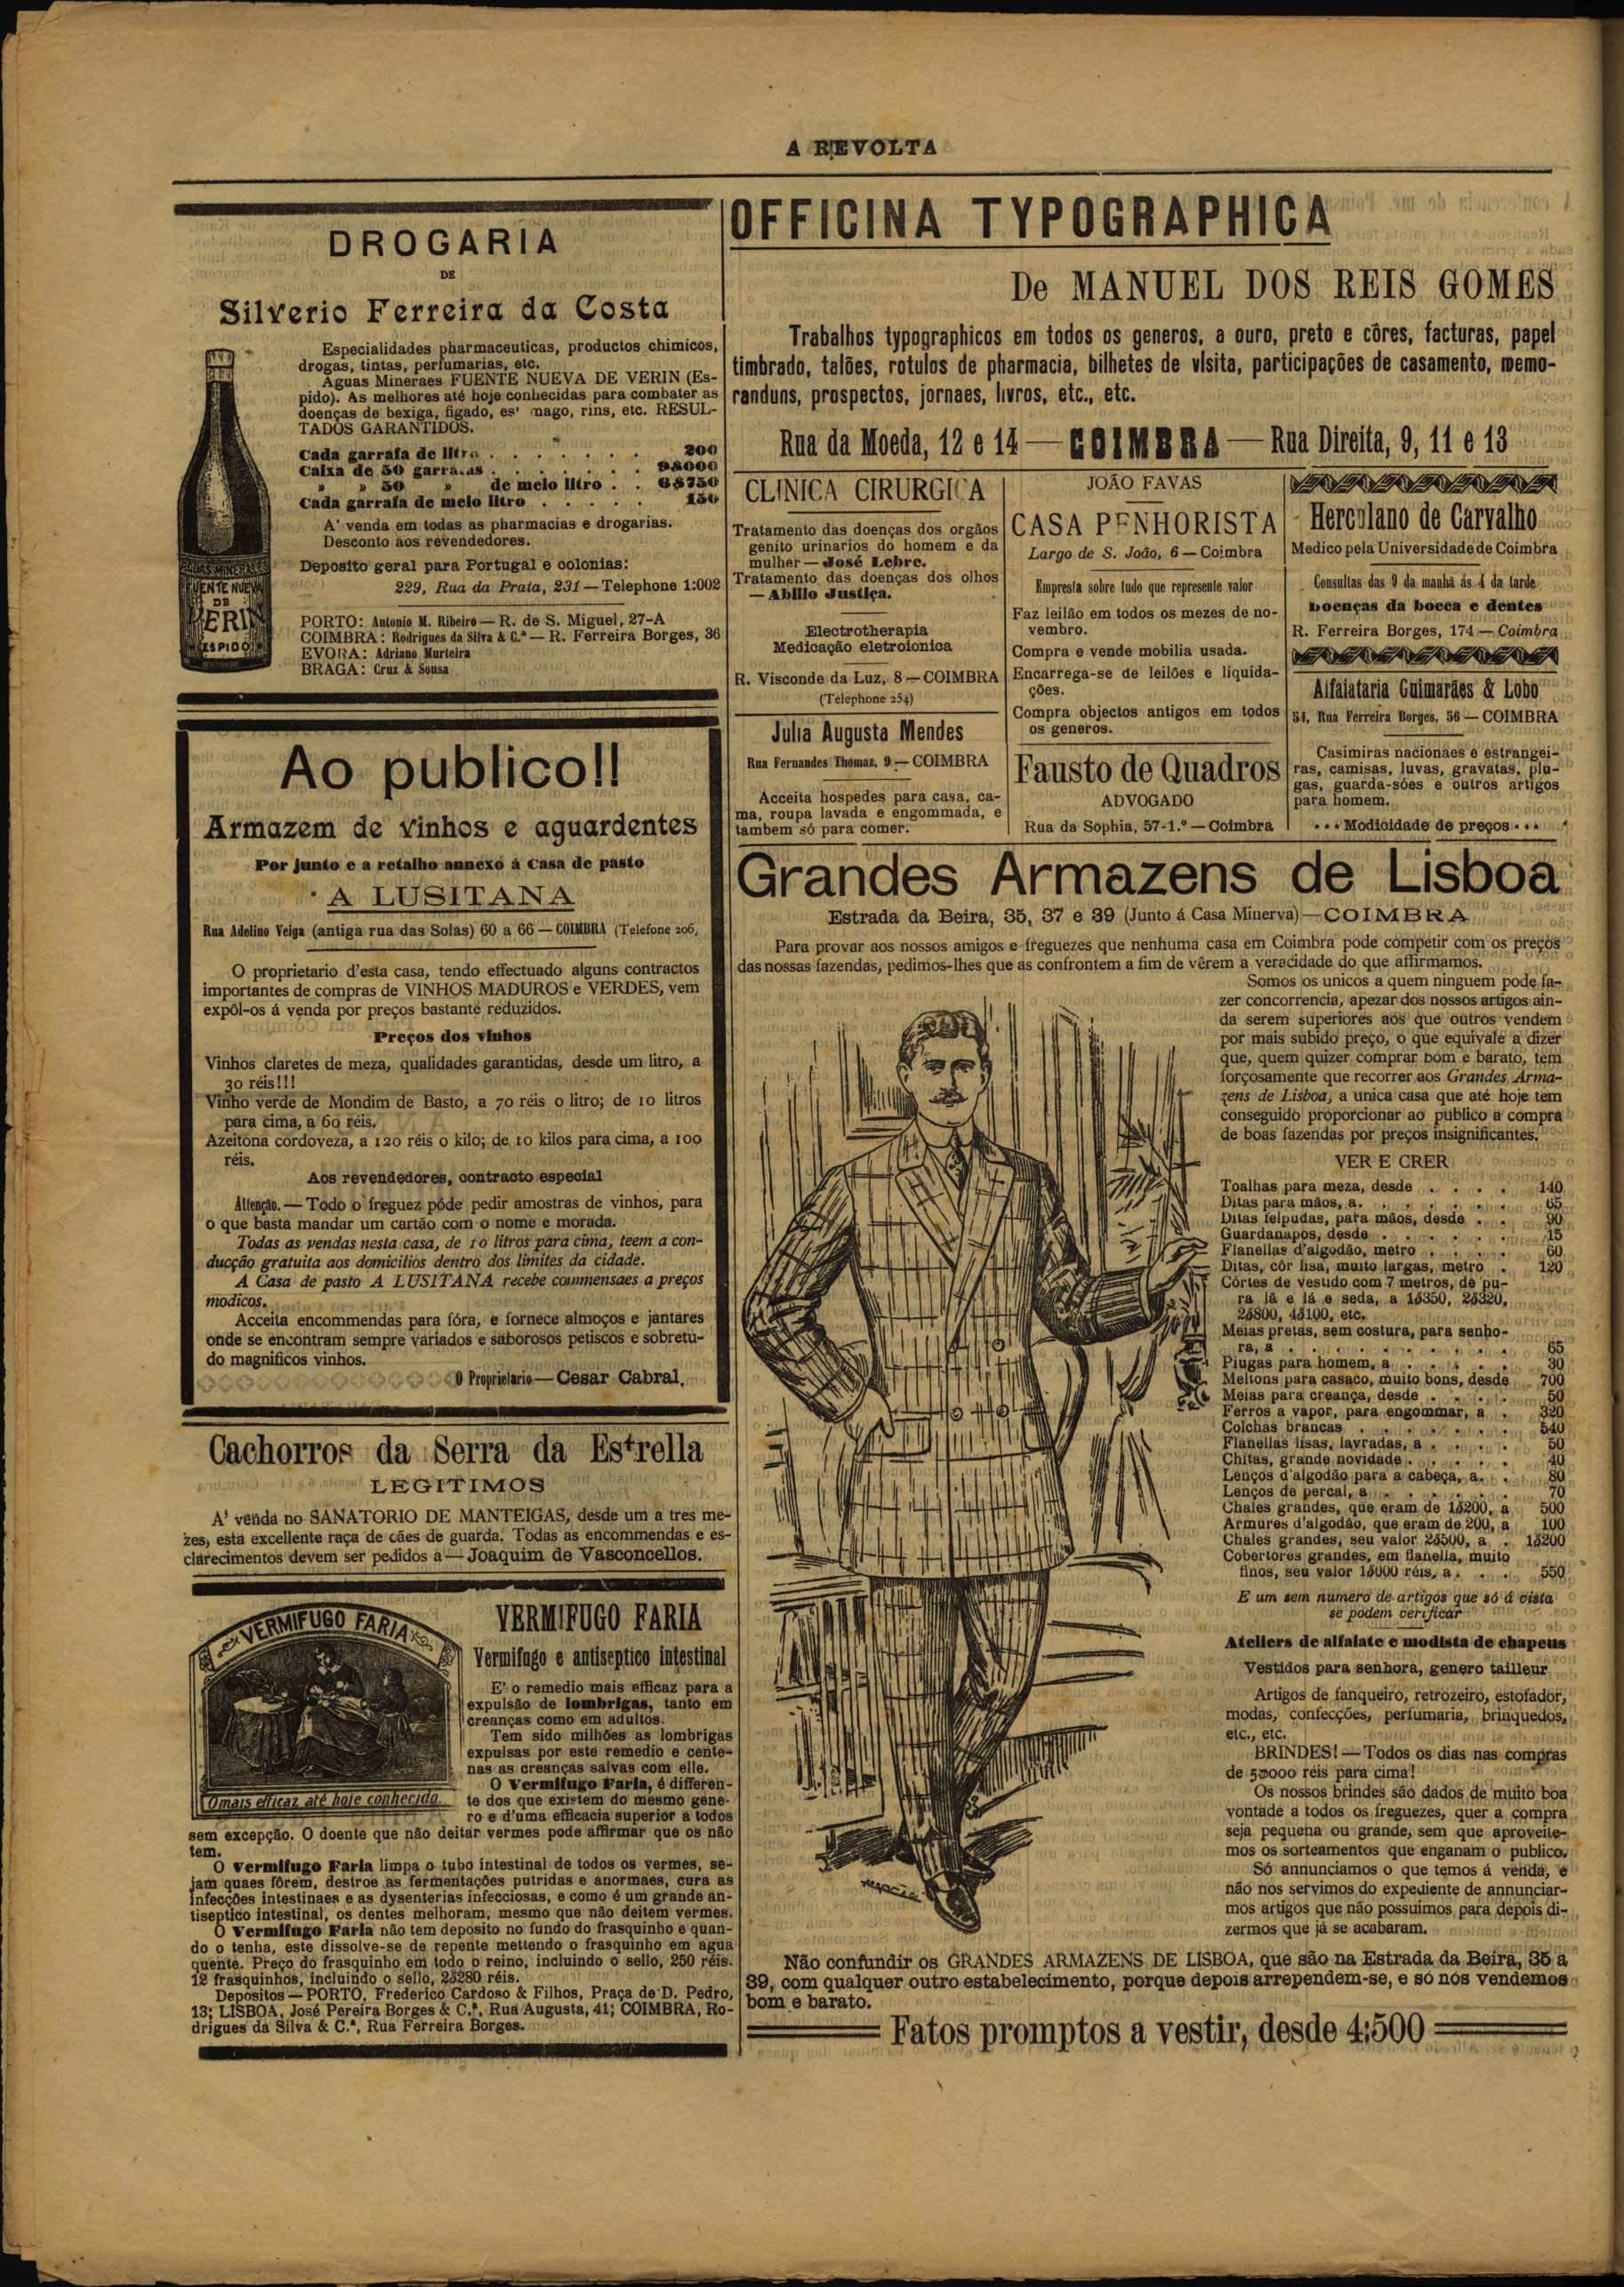 A REVOLTA
DROGARIA
DE
Silverio Ferreira da Costa
Especialidades pharmaceuticas, productos chimicos,
drogas, tintas, perfumarias, etc.
Aguas Mineraes FUENTE NUEVA DE VERIN (Es-
pido). As melhores até hoje conhecidas para combater as
doenças de bexiga, figado, es' mago, rins, etc. RESUL-
TADOS GARANTIDOS.
Cada garrafa de litro . . . . . . . 200
Caixa de 50 garrafas . . . . . . . 9$000
» » 50 » de meio litro . . 6$750
Cada garrafa de meio litro . . . . . 150
A' venda em todas as pharmacias e drogarias.
Desconto aos revendedores.
Deposito geral para Portugal e colonias:
229, Rua da Prata, 231 — Telephone 1:002
PORTO: Antonio M. Ribeiro — R. de S. Miguel, 27-A
COIMBRA: Rodrigues da Silva & C.ª — R. Ferreira Borges, 36
EVORA: Adriano Murteira
BRAGA: Cruz & Sousa
AGUAS MINERAES
FUENTE NUEVA
DE
VERIN
ESPIDO
Ao publico!!
Armazem de vinhos e aguardentes
Por junto e a retalho annexo á Casa de pasto
A LUSITANA
Rua Adelino Veiga (antiga rua das Solas) 60 a 66 — COIMBRA (Telefone 206,
O proprietario d'esta casa, tendo effectuado alguns contractos
importantes de compras de VINHOS MADUROS e VERDES, vem
expôl-os á venda por preços bastante reduzidos.
Preços dos vinhos
Vinhos claretes de meza, qualidades garantidas, desde um litro, a
30 réis!!!
Vinho verde de Mondim de Basto, a 70 réis o litro; de 10 litros
para cima, a 60 réis.
Azeitona cordoveza, a 120 réis o kilo; de 10 kilos para cima, a 100
réis.
Aos revendedores, contracto especial
Attenção. — Todo o freguez póde pedir amostras de vinhos, para
o que basta mandar um cartão com o nome e morada.
Todas as vendas nesta casa, de 10 litros para cima, teem a con-
ducção gratuita aos domicilios dentro dos limites da cidade.
A Casa de pasto A LUSITANA recebe commensaes a preços
modicos.
Acceita encommendas para fóra, e fornece almoços e jantares
onde se encontram sempre variados e saborosos petiscos e sobretu-
do magnificos vinhos.
O Proprietario — Cesar Cabral.
Cachorros da Serra da Estrella
LEGITIMOS
A' venda no SANATORIO DE MANTEIGAS, desde um a tres me-
zes, esta excellente raça de cães de guarda. Todas as encommendas e es-
clarecimentos devem ser pedidos a — Joaquim de Vasconcellos.
VERMIFUGO FARIA
O mais efficaz até hoje conhecido.
VERMIFUGO FARIA
Vermifugo e antiseptico intestinal
E' o remedio mais efficaz para a
expulsão de lombrigas, tanto em
creanças como em adultos.
Tem sido milhões as lombrigas
expulsas por este remedio e cente-
nas as creanças salvas com elle.
O Vermifugo Faria, é differen-
te dos que existem do mesmo gene-
ro e d'uma efficacia superior a todos
sem excepção. O doente que não deitar vermes pode affirmar que os não
tem.
O Vermifugo Faria limpa o tubo intestinal de todos os vermes, se-
jam quaes fôrem, destroe as fermentações putridas e anormaes, cura as
infecções intestinaes e as dysenterias infecciosas, e como é um grande an-
tiseptico intestinal, os dentes melhoram, mesmo que não deitem vermes.
O Vermifugo Faria não tem deposito no fundo do frasquinho e quan-
do o tenha, este dissolve-se de repente mettendo o frasquinho em agua
quente. Preço do frasquinho em todo o reino, incluindo o sello, 250 réis.
12 frasquinhos, incluindo o sello, 2$280 réis.
Depositos — PORTO, Frederico Cardoso & Filhos, Praça de D. Pedro,
13; LISBOA, José Pereira Borges & C.ª, Rua Augusta, 41; COIMBRA, Ro-
drigues da Silva & C.ª, Rua Ferreira Borges.
OFFICINA TYPOGRAPHICA
De MANUEL DOS REIS GOMES
Trabalhos typographicos em todos os generos, a ouro, preto e côres, facturas, papel
timbrado, talões, rotulos de pharmacia, bilhetes de visita, participações de casamento, memo-
randuns, prospectos, jornaes, livros, etc., etc.
Rua da Moeda, 12 e 14 — COIMBRA — Rua Direita, 9, 11 e 13
CLINICA CIRURGICA
Tratamento das doenças dos orgãos
genito urinarios do homem e da
mulher — José Lebre.
Tratamento das doenças dos olhos
— Abilio Justiça.
Electrotherapia
Medicação eletroionica
R. Visconde da Luz, 8 — COIMBRA
(Telephone 254)
Julia Augusta Mendes
Rua Fernandes Thomaz, 9 — COIMBRA
Acceita hospedes para casa, ca-
ma, roupa lavada e engommada, e
tambem só para comer.
JOÃO FAVAS
CASA PENHORISTA
Largo de S. João, 6 — Coimbra
Empresta sobre tudo que represente valor
Faz leilão em todos os mezes de no-
vembro.
Compra e vende mobilia usada.
Encarrega-se de leilões e liquida-
ções.
Compra objectos antigos em todos
os generos.
Fausto de Quadros
ADVOGADO
Rua da Sophia, 57-1.º — Coimbra
Herculano de Carvalho
Medico pela Universidade de Coimbra
Consultas das 9 da manhã ás 4 da tarde
Doenças da bocca e dentes
R. Ferreira Borges, 174 — Coimbra
Alfaiataria Guimarães & Lobo
54, Rua Ferreira Borges, 56 — COIMBRA
Casimiras nacionaes e estrangei-
ras, camisas, luvas, gravatas, piu-
gas, guarda-sóes e outros artigos
para homem.
Modicidade de preços
Grandes Armazens de Lisboa
Estrada da Beira, 35, 37 e 39 (Junto á Casa Minerva) — COIMBRA
Para provar aos nossos amigos e freguezes que nenhuma casa em Coimbra pode competir com os preços
das nossas fazendas, pedimos-lhes que as confrontem a fim de vêrem a veracidade do que affirmamos.
Somos os unicos a quem ninguem pode fa-
zer concorrencia, apezar dos nossos artigos ain-
da serem superiores aos que outros vendem
por mais subido preço, o que equivale a dizer
que, quem quizer comprar bom e barato, tem
forçosamente que recorrer aos Grandes Arma-
zens de Lisboa, a unica casa que até hoje tem
conseguido proporcionar ao publico a compra
de boas fazendas por preços insignificantes.
VER E CRER
Toalhas para meza, desde . . . . 140
Ditas para mãos, a. . . . . . . 65
Ditas felpudas, para mãos, desde . . 90
Guardanapos, desde . . . . . . 15
Flanellas d'algodão, metro . . . . 60
Ditas, côr lisa, muito largas, metro . 120
Córtes de vestido com 7 metros, de pu-
ra lã e lã e seda, a 1$350, 2$320,
2$800, 4$100, etc.
Meias pretas, sem costura, para senho-
ra, a . . . . . . . . . . 65
Piugas para homem, a . . . . . 30
Meltons para casaco, muito bons, desde 700
Meias para creança, desde . . . . 50
Ferros a vapor, para engommar, a . 320
Colchas brancas . . . . . . . 540
Flanellas lisas, lavradas, a . . . . 50
Chitas, grande novidade . . . . . 40
Lenços d'algodão para a cabeça, a. . 80
Lenços de percal, a . . . . . . 70
Chales grandes, que eram de 1$200, a 500
Armures d'algodão, que eram de 200, a 100
Chales grandes, seu valor 2$500, a . 1$200
Cobertores grandes, em flanella, muito
finos, seu valor 1$000 réis, a . . . 550
E um sem numero de artigos que só á vista
se podem verificar
Ateliers de alfaiate e modista de chapeus
Vestidos para senhora, genero tailleur
Artigos de fanqueiro, retrozeiro, estofador,
modas, confecções, perfumaria, brinquedos,
etc., etc.
BRINDES! — Todos os dias nas compras
de 5$000 réis para cima!
Os nossos brindes são dados de muito boa
vontade a todos os freguezes, quer a compra
seja pequena ou grande, sem que aproveite-
mos os sorteamentos que enganam o publico.
Só annunciamos o que temos á venda, e
não nos servimos do expediente de annunciar-
mos artigos que não possuimos para depois di-
zermos que já se acabaram.
Não confundir os GRANDES ARMAZENS DE LISBOA, que são na Estrada da Beira, 35 a
39, com qualquer outro estabelecimento, porque depois arrependem-se, e só nós vendemos
bom e barato.
Fatos promptos a vestir, desde 4:500